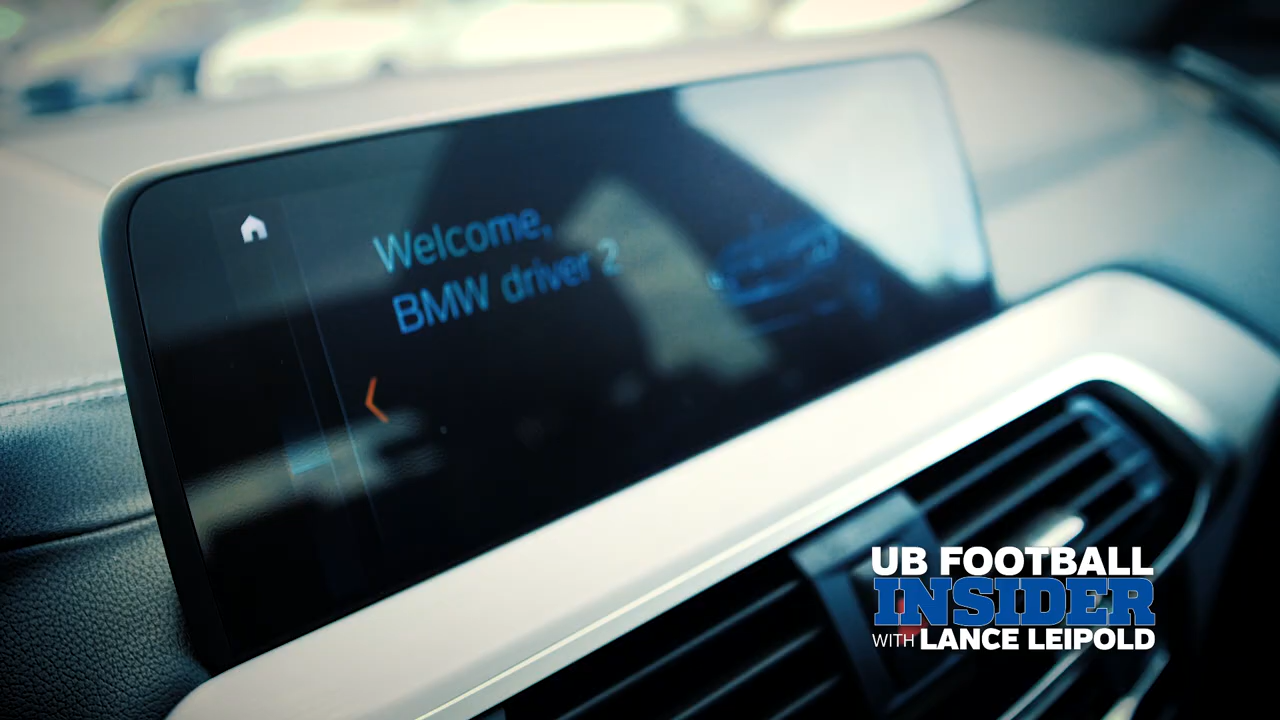 Welcome,
BMW driver 2
UB FOOTBALL
INSIDER
WITH LANCE LEIPOLD